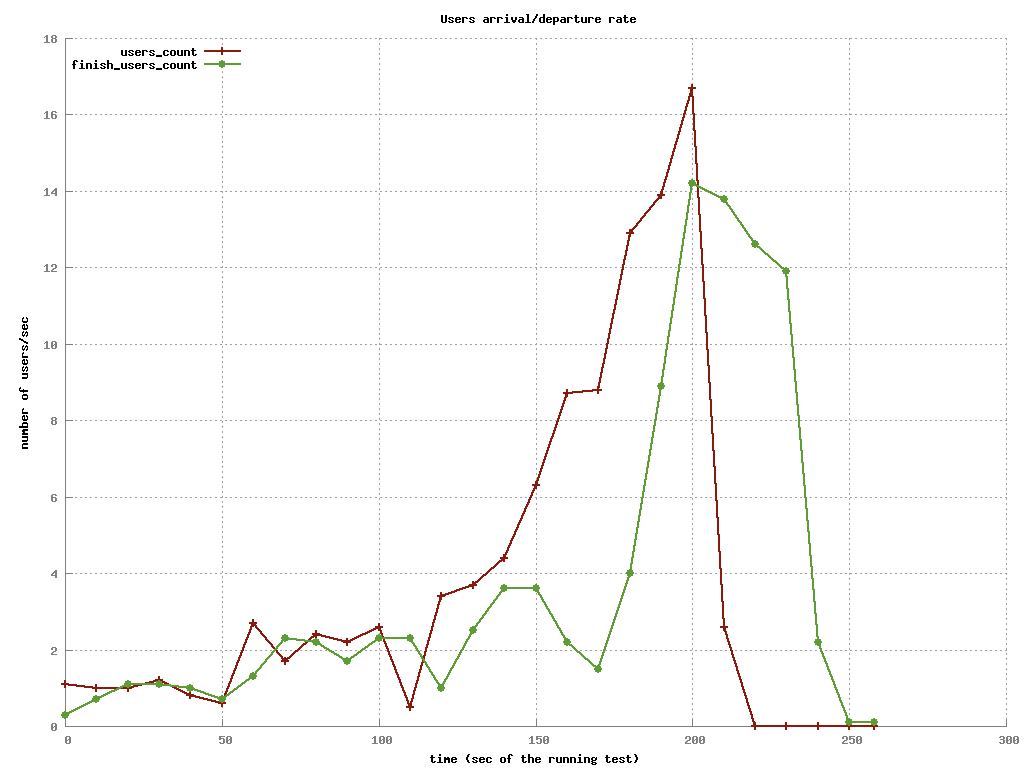 Users arrival/departure rate
users_count
finish_users_count
18
16
14
12
10
8
6
4
2
0
number of users/sec
0 50 100 150 200 250 300
time (sec of the running test)